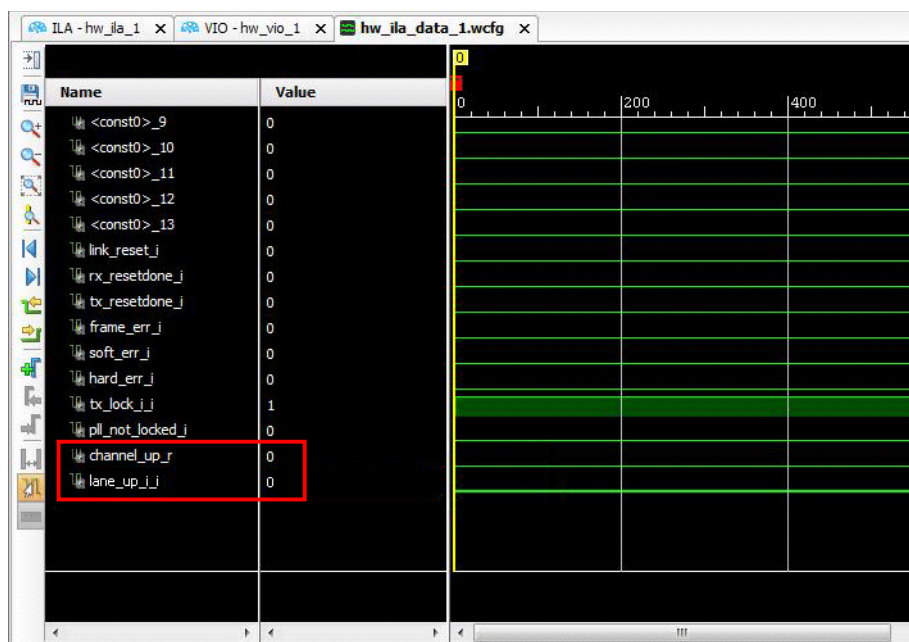 ILA - hw_ila_1 VIO - hw_vio_1 hw_ila_data_1.wcfg
0
Name Value
0 200 400
<const0>_9 0
<const0>_10 0
<const0>_11 0
<const0>_12 0
<const0>_13 0
link_reset_i 0
rx_resetdone_i 0
tx_resetdone_i 0
frame_err_i 0
soft_err_i 0
hard_err_i 0
tx_lock_i_i 1
pll_not_locked_i 0
channel_up_r 0
lane_up_i_i 0